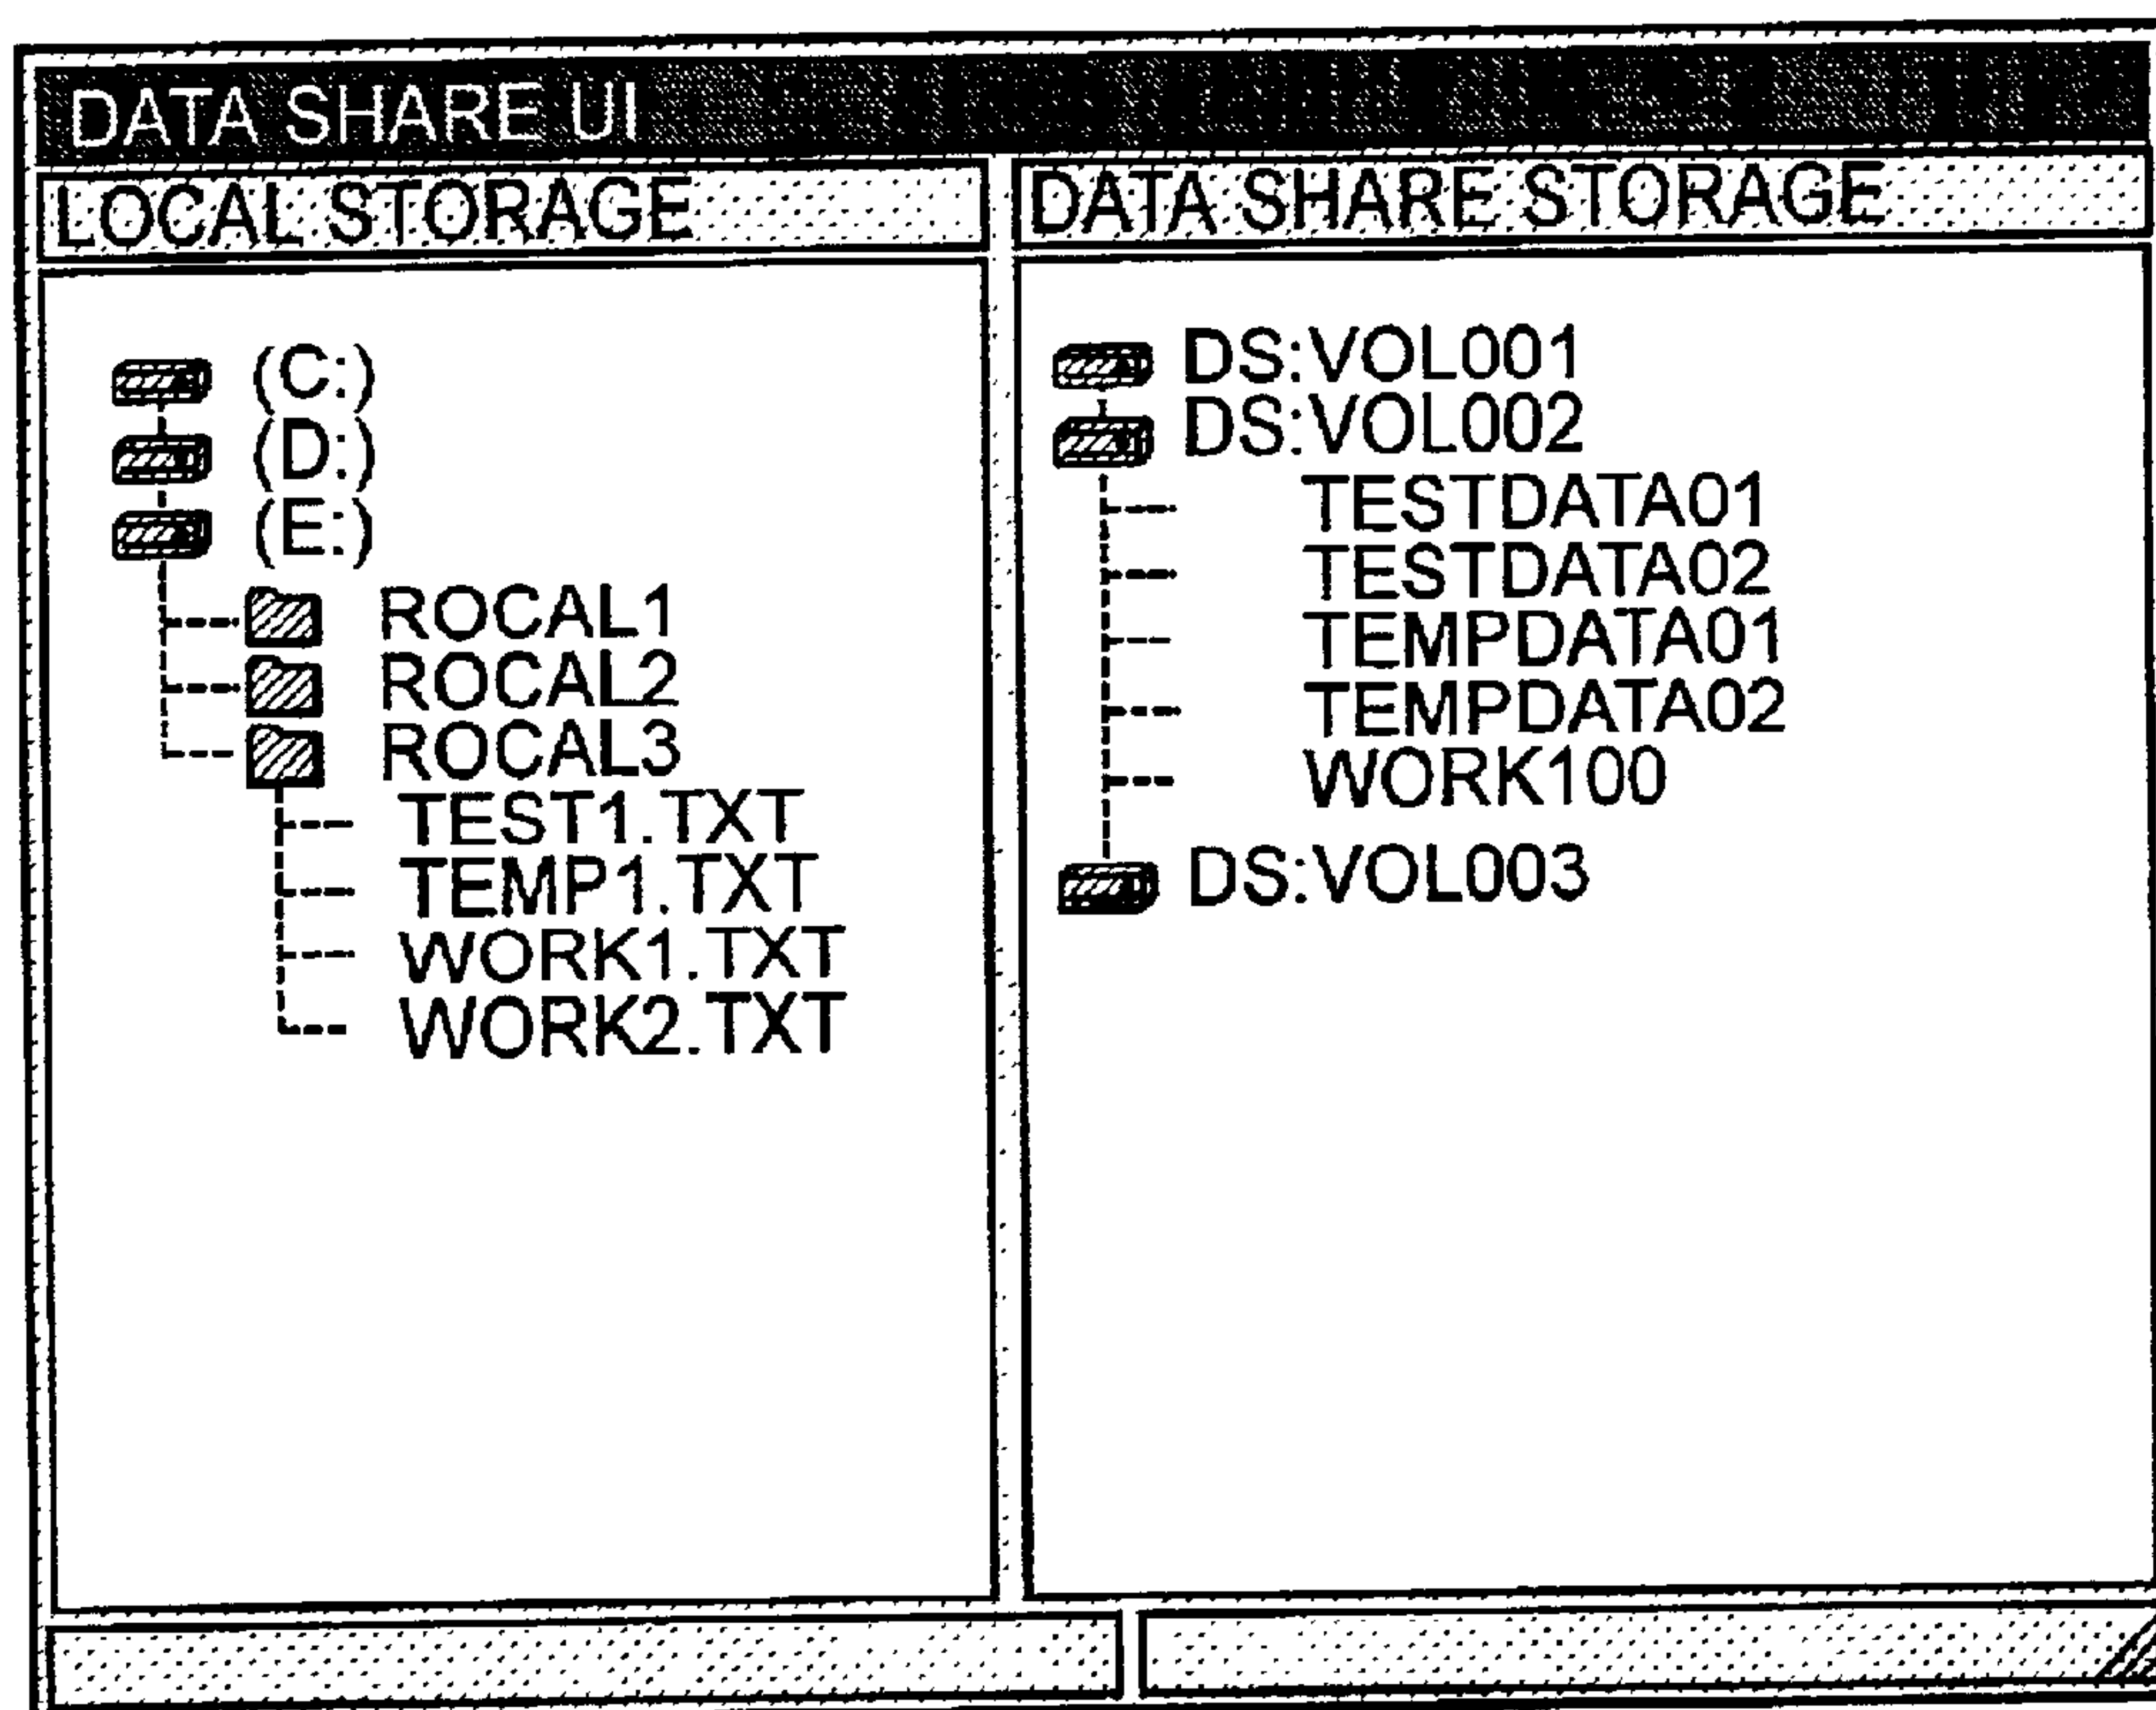 DATA SHARE UI
LOCAL STORAGE
(C:)
(D:)
(E:)
ROCAL1
ROCAL2
ROCAL3
TEST1.TXT
TEMP1.TXT
WORK1.TXT
WORK2.TXT
DATA SHARE STORAGE
DS:VOL001
DS:VOL002
TESTDATA01
TESTDATA02
TEMPDATA01
TEMPDATA02
WORK100
DS:VOL003